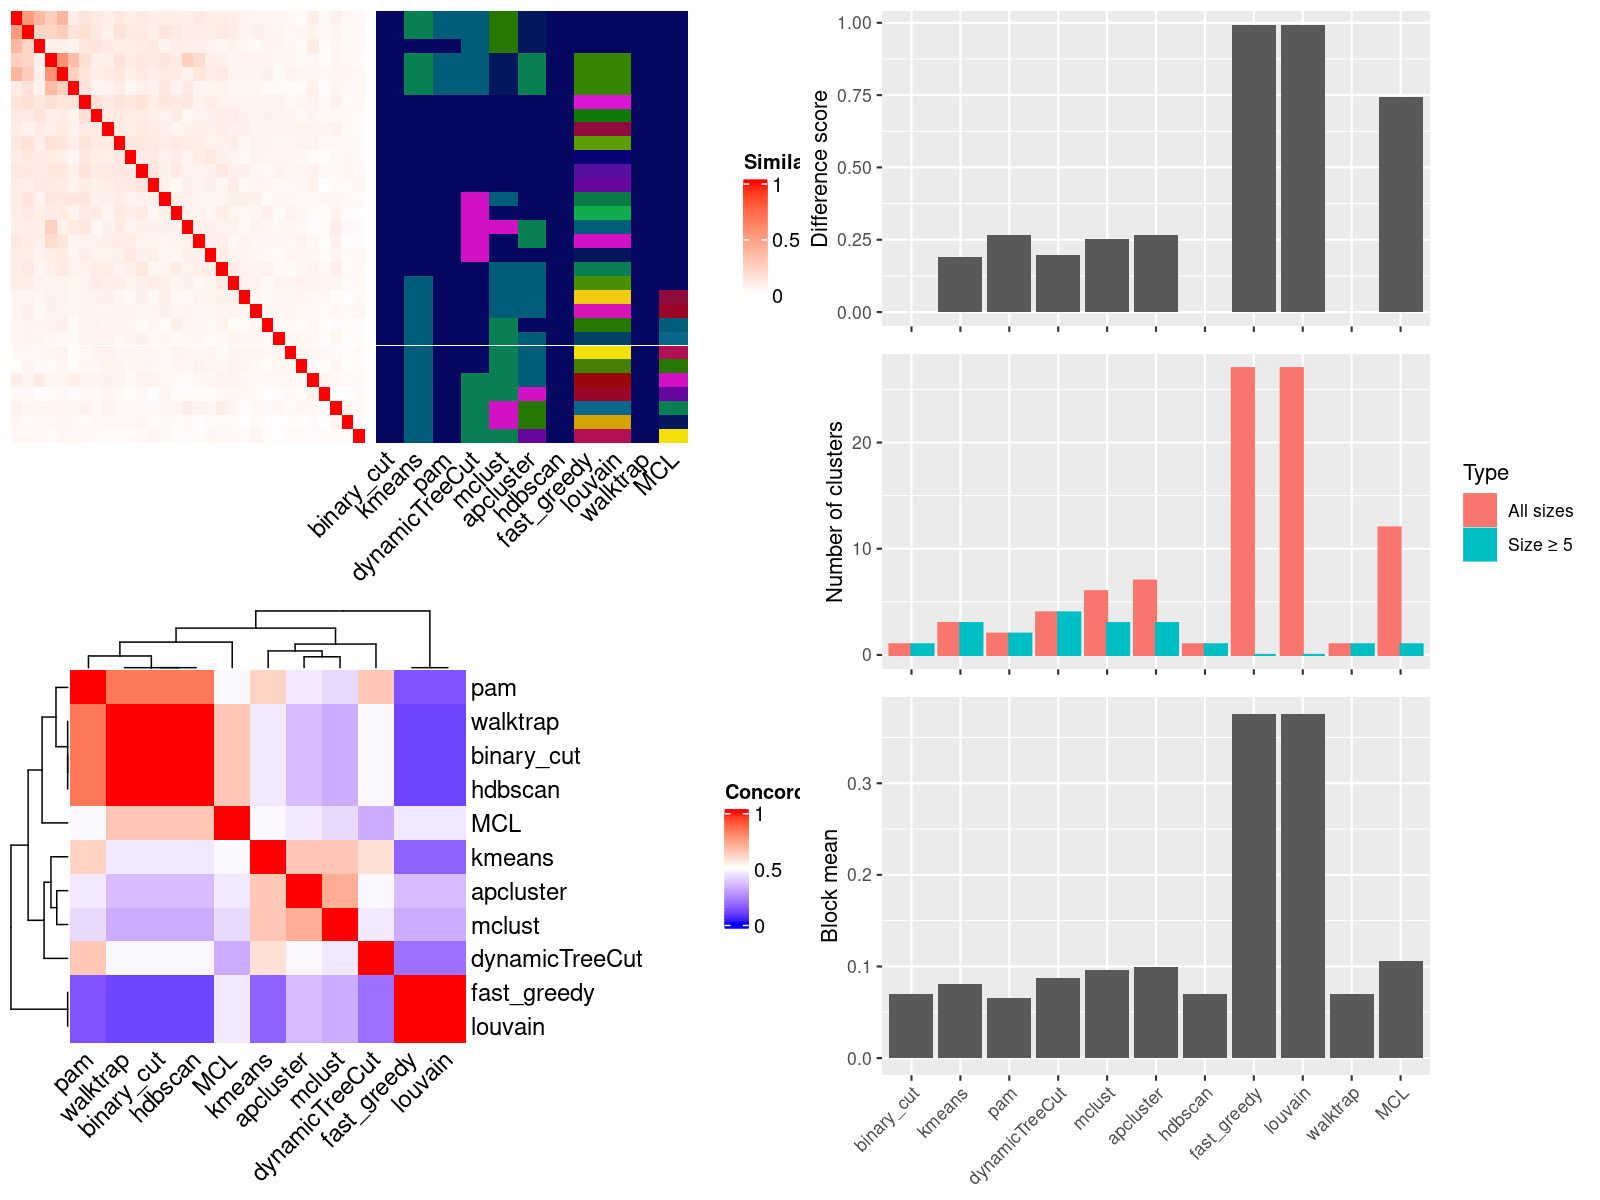 Simila
1
0.5
0
binary_cut
kmeans
pam
dynamicTreeCut
mclust
apcluster
hdbscan
fast_greedy
louvain
walktrap
MCL
Difference score
1.00
0.75
0.50
0.25
0.00
Number of clusters
20
10
0
Type
All sizes
Size ≥ 5
pam
walktrap
binary_cut
hdbscan
MCL
kmeans
apcluster
mclust
dynamicTreeCut
fast_greedy
louvain
pam
walktrap
binary_cut
hdbscan
MCL
kmeans
apcluster
mclust
dynamicTreeCut
fast_greedy
louvain
Concord
1
0.5
0
Block mean
0.3
0.2
0.1
0.0
binary_cut
kmeans
pam
dynamicTreeCut
mclust
apcluster
hdbscan
fast_greedy
louvain
walktrap
MCL